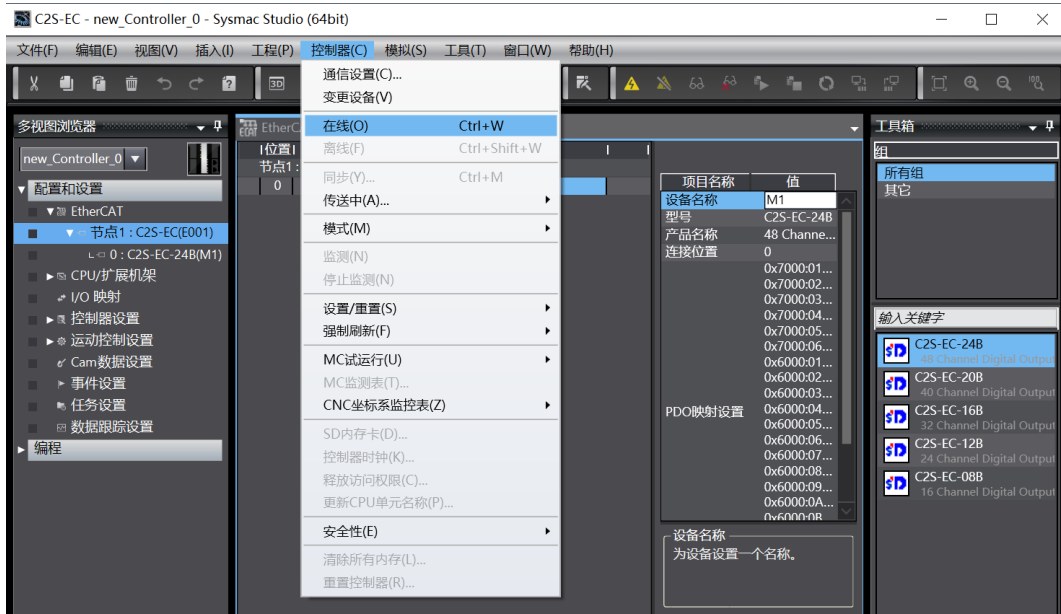 C2S-EC - new_Controller_0 - Sysmac Studio (64bit)
文件(F) 编辑(E) 视图(V) 插入(I) 工程(P) 控制器(C) 模拟(S) 工具(T) 窗口(W) 帮助(H)
多视图浏览器
new_Controller_0
配置和设置
EtherCAT
节点1 : C2S-EC(E001)
0 : C2S-EC-24B(M1)
CPU/扩展机架
I/O 映射
控制器设置
运动控制设置
Cam数据设置
事件设置
任务设置
数据跟踪设置
编程
EtherC
位置
节点1 :
0
通信设置(C)...
变更设备(V)
在线(O) Ctrl+W
离线(F) Ctrl+Shift+W
同步(Y)... Ctrl+M
传送中(A)...
模式(M)
监测(N)
停止监测(N)
设置/重置(S)
强制刷新(F)
MC试运行(U)
MC监测表(T)...
CNC坐标系监控表(Z)
SD内存卡(D)...
控制器时钟(K)...
释放访问权限(C)...
更新CPU单元名称(P)...
安全性(E)
清除所有内存(L)...
重置控制器(R)...
项目名称 值
设备名称 M1
型号 C2S-EC-24B
产品名称 48 Channe...
连接位置 0
PDO映射设置
0x7000:01...
0x7000:02...
0x7000:03...
0x7000:04...
0x7000:05...
0x7000:06...
0x6000:01...
0x6000:02...
0x6000:03...
0x6000:04...
0x6000:05...
0x6000:06...
0x6000:07...
0x6000:08...
0x6000:09...
0x6000:0A...
0x6000:0B
设备名称
为设备设置一个名称。
工具箱
组
所有组
其它
输入关键字
C2S-EC-24B
48 Channel Digital Output
C2S-EC-20B
40 Channel Digital Output
C2S-EC-16B
32 Channel Digital Output
C2S-EC-12B
24 Channel Digital Output
C2S-EC-08B
16 Channel Digital Output